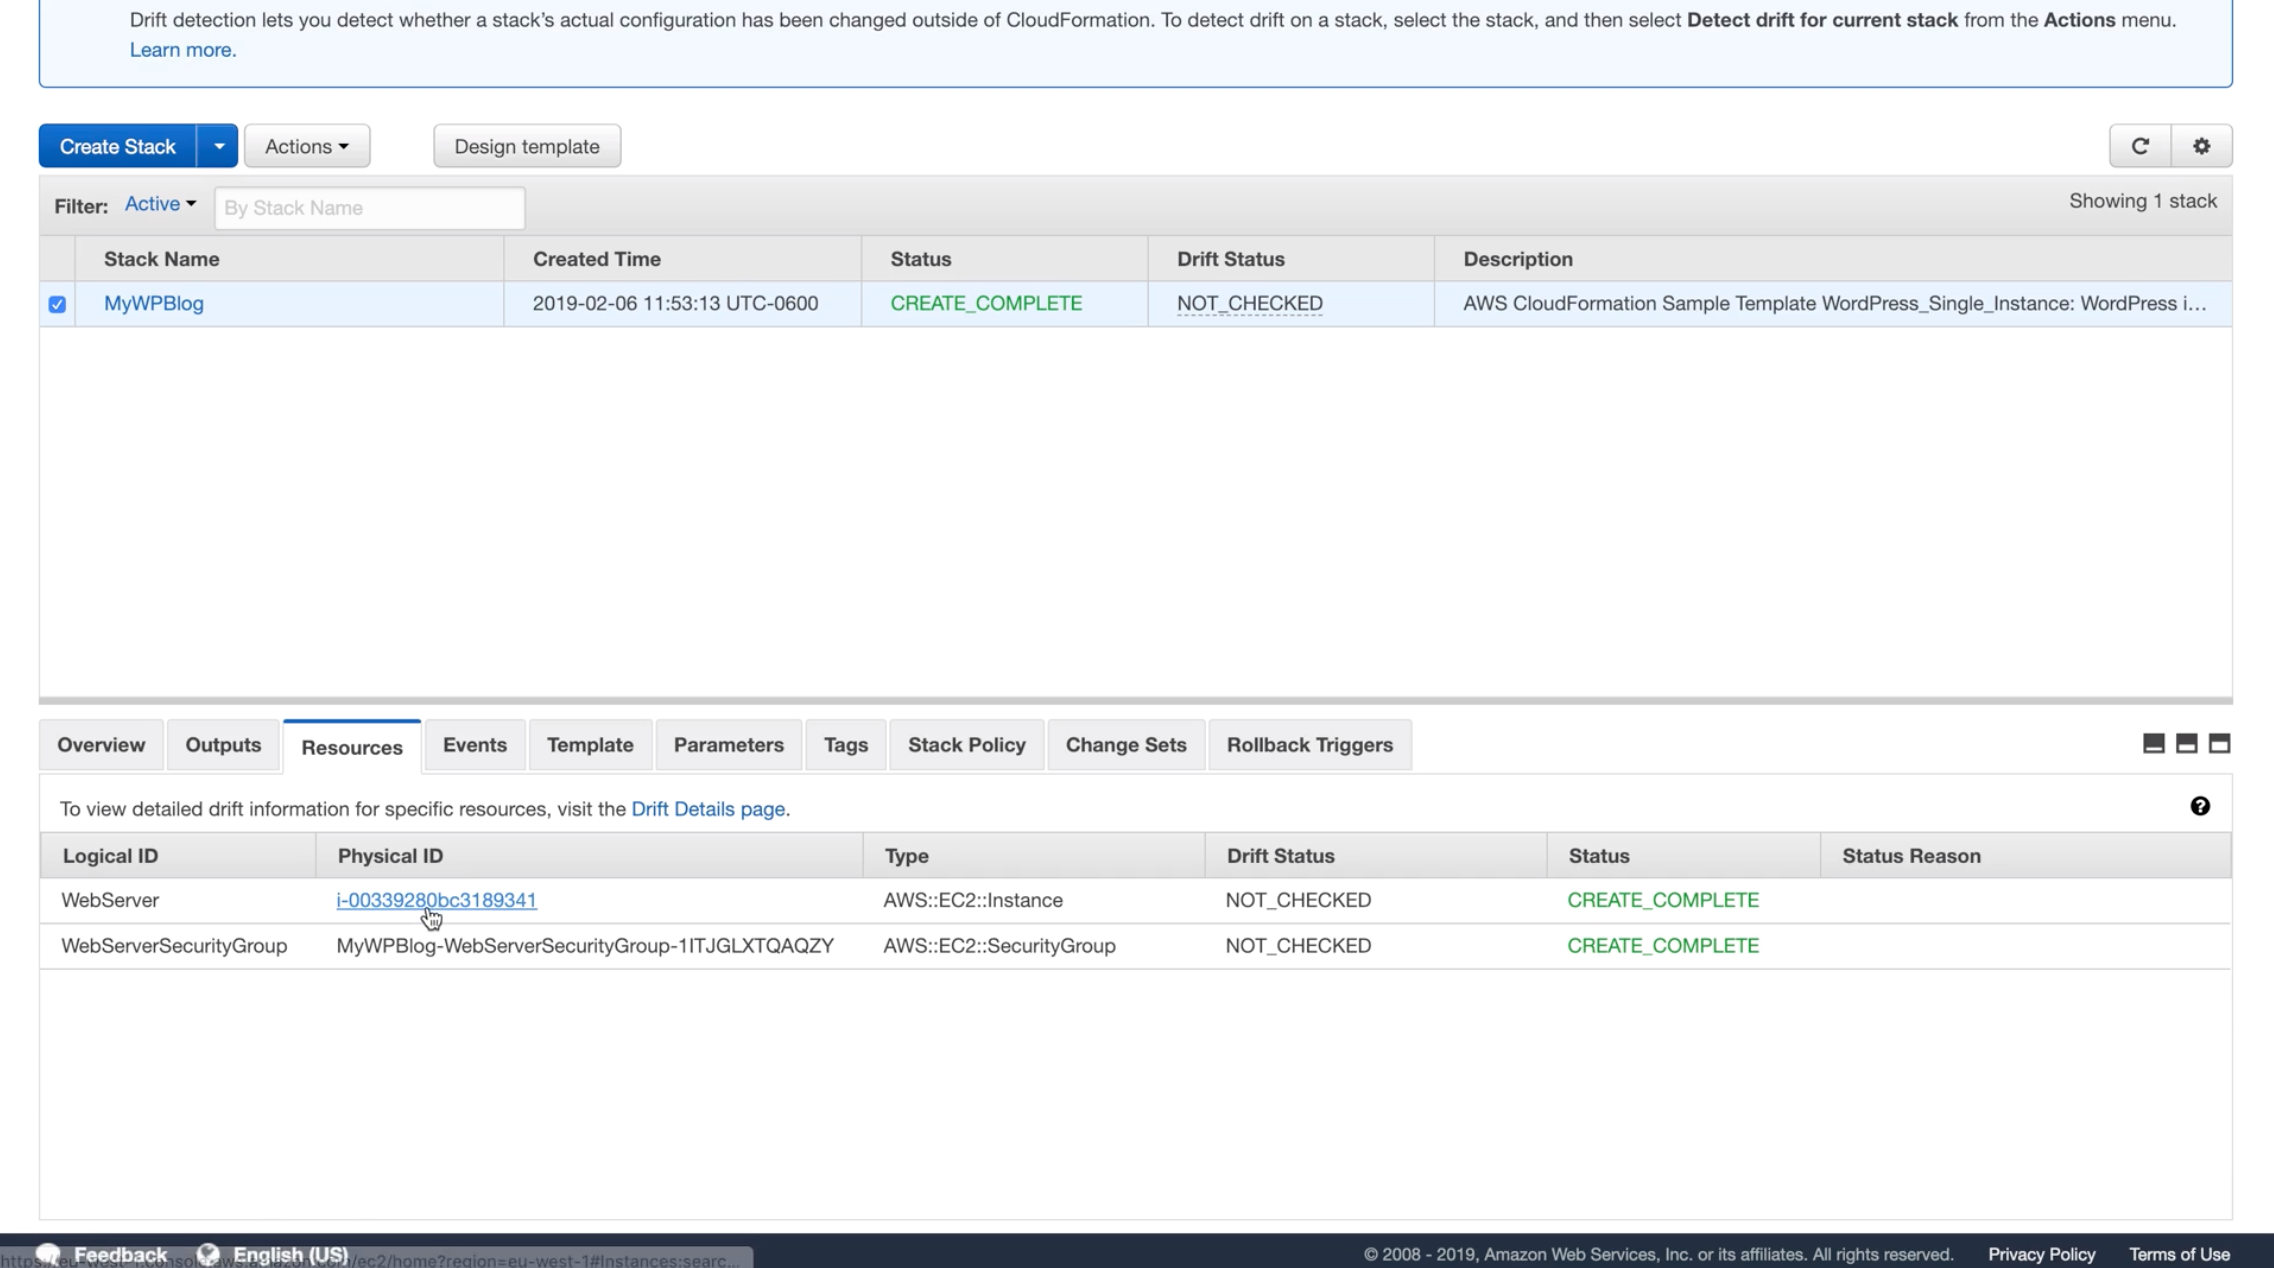 Drift detection lets you detect whether a stack's actual configuration has been changed outside of CloudFormation. To detect drift on a stack, select the stack, and then select Detect drift for current stack from the Actions menu.
Learn more.
Create Stack Actions Design template
Filter: Active By Stack Name Showing 1 stack
Stack Name Created Time Status Drift Status Description
MyWPBlog 2019-02-06 11:53:13 UTC-0600 CREATE_COMPLETE NOT_CHECKED AWS CloudFormation Sample Template WordPress_Single_Instance: WordPress i...
Overview Outputs Resources Events Template Parameters Tags Stack Policy Change Sets Rollback Triggers
To view detailed drift information for specific resources, visit the Drift Details page.
Logical ID Physical ID Type Drift Status Status Status Reason
WebServer i-00339280bc3189341 AWS::EC2::Instance NOT_CHECKED CREATE_COMPLETE
WebServerSecurityGroup MyWPBlog-WebServerSecurityGroup-1ITJGLXTQAQZY AWS::EC2::SecurityGroup NOT_CHECKED CREATE_COMPLETE
Feedback English (US) © 2008 - 2019, Amazon Web Services, Inc. or its affiliates. All rights reserved. Privacy Policy Terms of Use
/ec2/home?region=eu-west-1#Instances:searc...